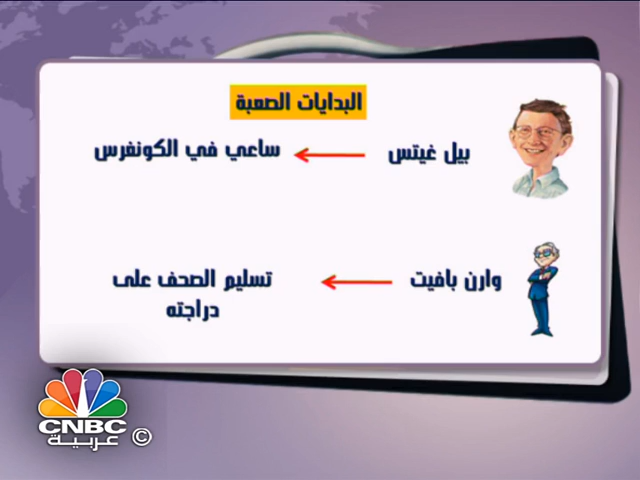 البدايات الصعبة
بيل غيتس
ساعي في الكونغرس
وارن بافيت
تسليم الصحف على
دراجته
CNBC
عربية ©